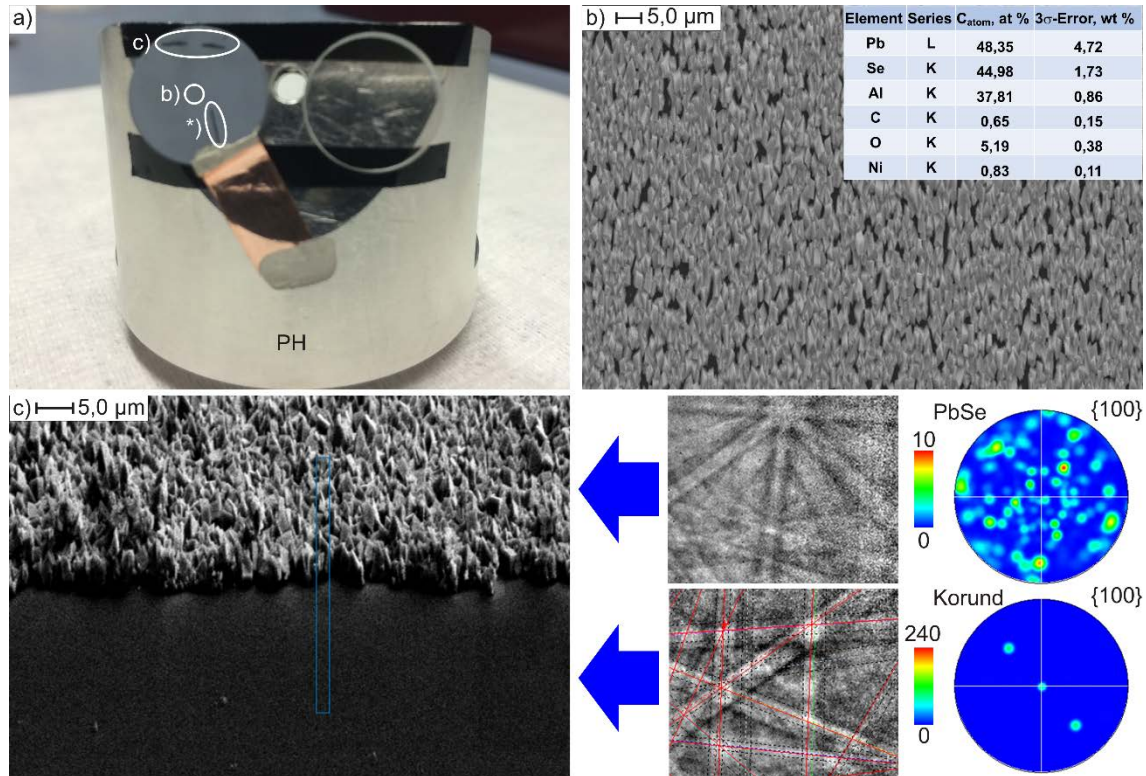 a)
c)
b)
*)
PH
b) 5,0 µm
Element Series Catom, at % 3σ-Error, wt %
Pb L 48,35 4,72
Se K 44,98 1,73
Al K 37,81 0,86
C K 0,65 0,15
O K 5,19 0,38
Ni K 0,83 0,11
c) 5,0 µm
PbSe {100}
10
0
Korund {100}
240
0